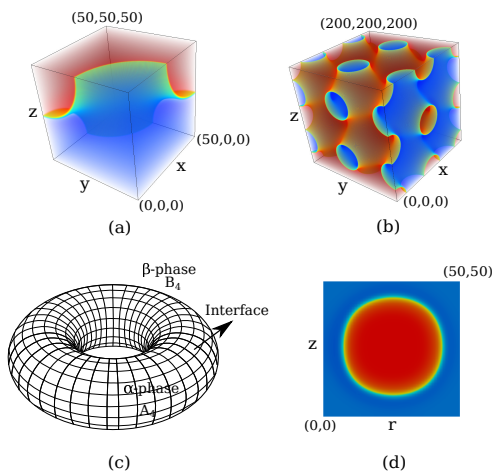 (50,50,50)
z
(50,0,0)
x
y
(0,0,0)
(a)
(200,200,200)
z
x
y
(0,0,0)
(b)
β-phase
B₄
Interface
α-phase
A₄
(c)
(50,50)
z
(0,0)
r
(d)